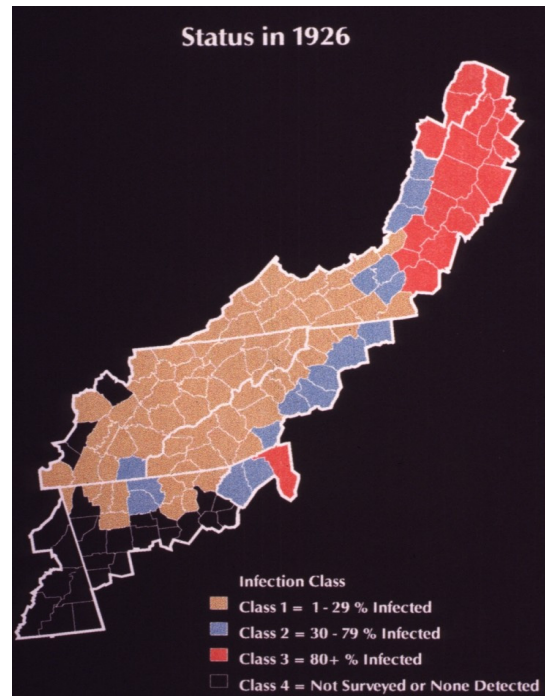 Status in 1926
Infection Class
Class 1 = 1 - 29 % Infected
Class 2 = 30 - 79 % Infected
Class 3 = 80+ % Infected
Class 4 = Not Surveyed or None Detected